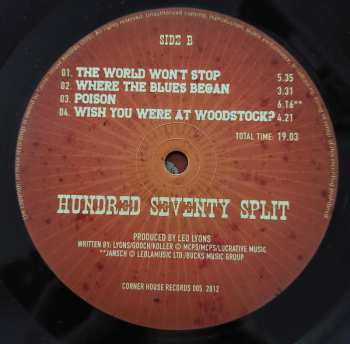 SIDE B
01. THE WORLD WON'T STOP 5.35
02. WHERE THE BLUES BEGAN 3.31
03. POISON 6.16**
04. WISH YOU WERE AT WOODSTOCK? 4.21
TOTAL TIME: 19.03
HUNDRED SEVENTY SPLIT
PRODUCED BY LEO LYONS
WRITTEN BY: LYONS/GOOCH/KOLLER © MCPS/MCPS/LUCRATIVE MUSIC
**JANSCH © LEBLAMUSIC LTD./BUCKS MUSIC GROUP
CORNER HOUSE RECORDS 005. 2012